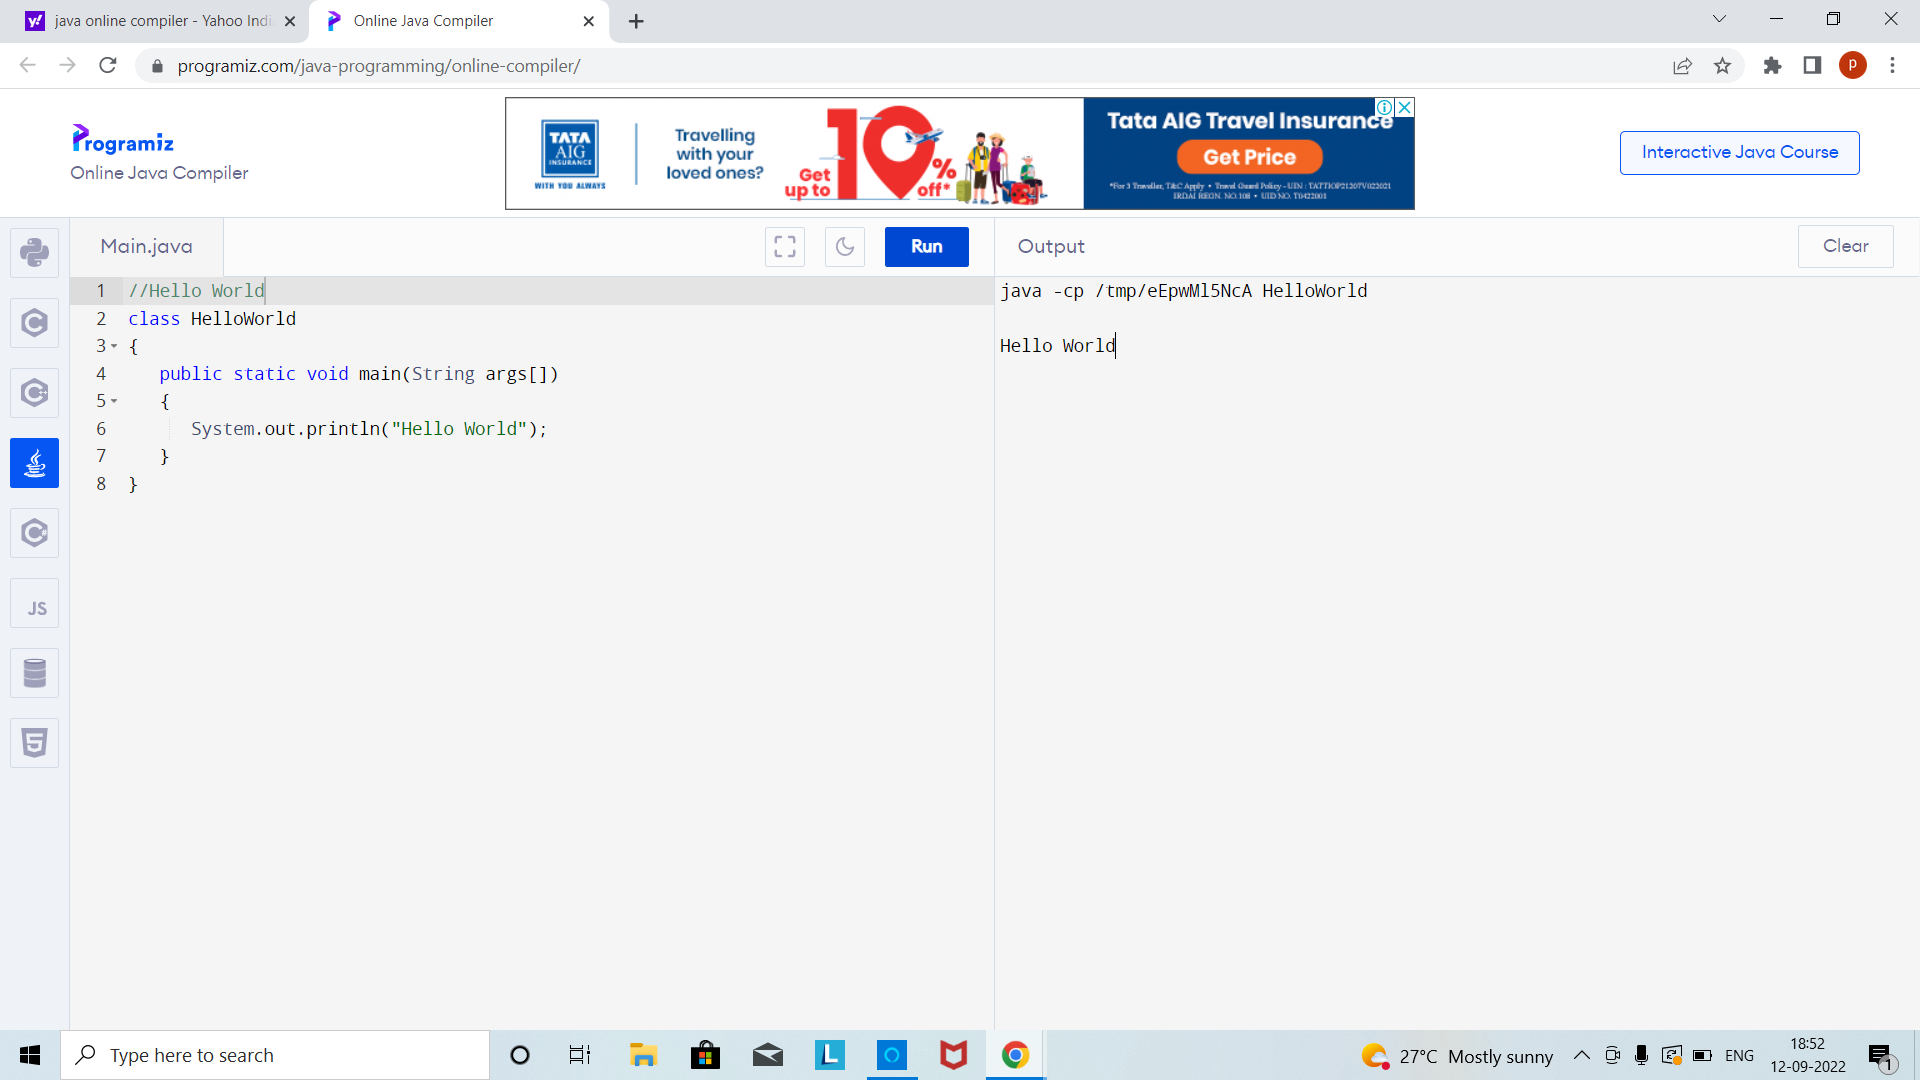 java online compiler - Yahoo Indi
Online Java Compiler
programiz.com/java-programming/online-compiler/
P
Programiz
Online Java Compiler
TATA
AIG
INSURANCE
WITH YOU ALWAYS
Travelling
with your
loved ones?
Get
up to
10%
off*
Tata AIG Travel Insurance
Get Price
*For 3 Traveller, T&C Apply • Travel Guard Policy - UIN : TATTIOP21207V022021
IRDAI REGN. NO. 108 • UID NO. T0422001
Interactive Java Course
Main.java
Run
Output
Clear
1 //Hello World
2 class HelloWorld
3 {
4 public static void main(String args[])
5 {
6 System.out.println("Hello World");
7 }
8 }
java -cp /tmp/eEpwMl5NcA HelloWorld
Hello World
JS
Type here to search
L
27°C Mostly sunny
ENG
18:52
12-09-2022
1